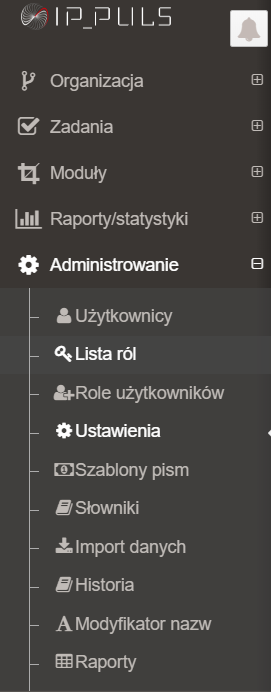 IP_PULS
Organizacja
Zadania
Moduły
Raporty/statystyki
Administrowanie
Użytkownicy
Lista ról
Role użytkowników
Ustawienia
Szablony pism
Słowniki
Import danych
Historia
Modyfikator nazw
Raporty